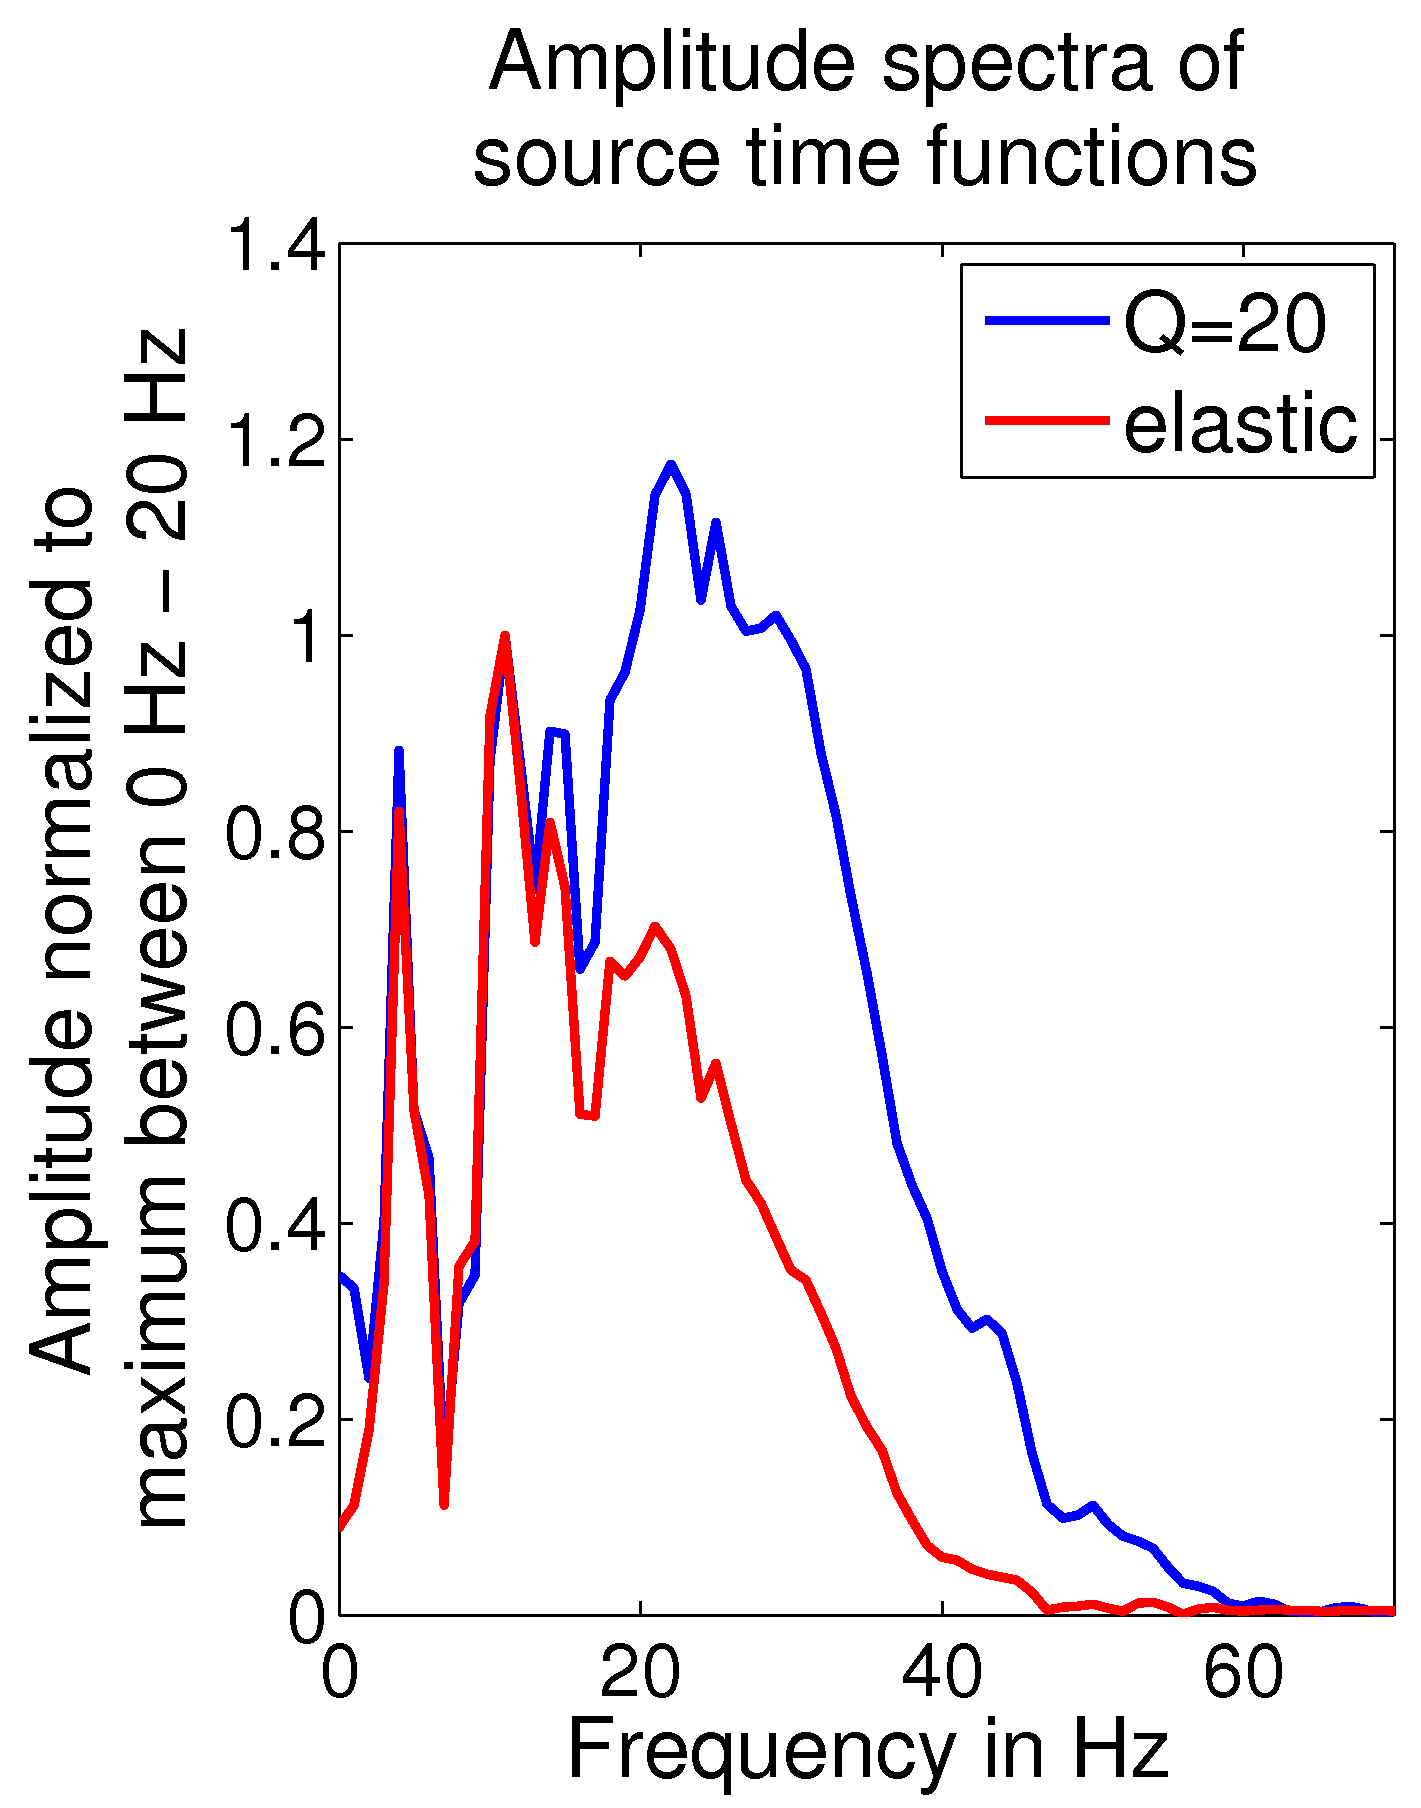 Amplitude spectra of
source time functions
Amplitude normalized to
maximum between 0 Hz − 20 Hz
1.4
1.2
1
0.8
0.6
0.4
0.2
0
Q=20
elastic
0 20 40 60
Frequency in Hz